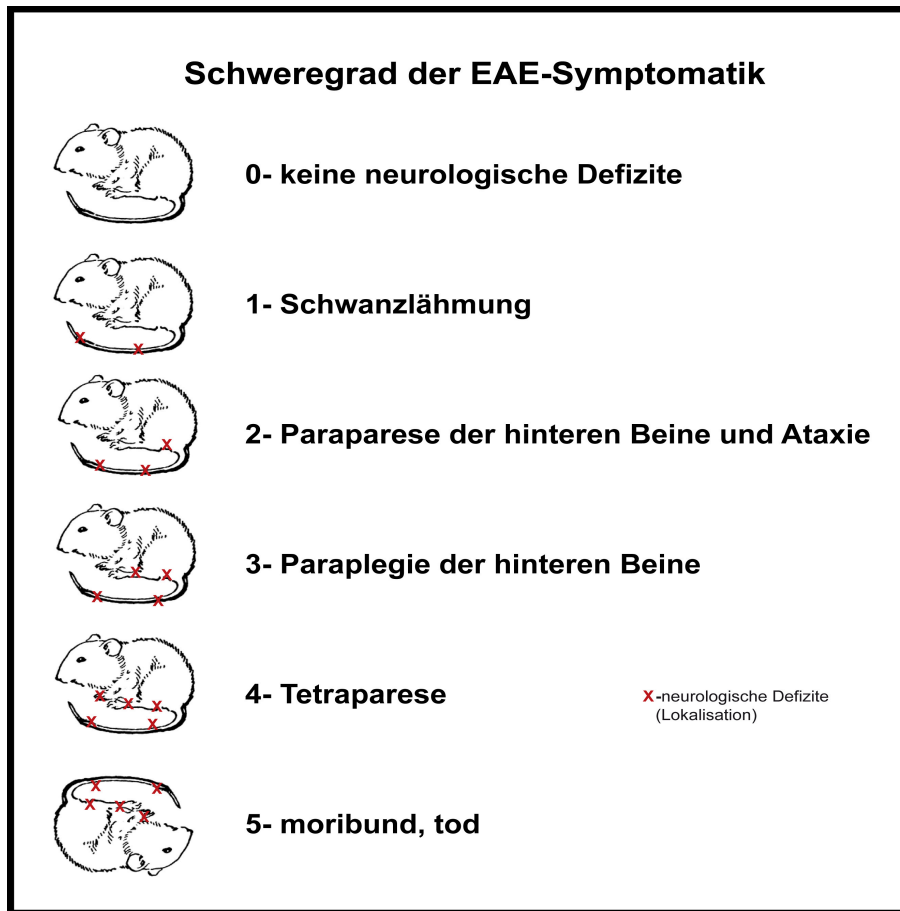 Schweregrad der EAE-Symptomatik
0- keine neurologische Defizite
1- Schwanzlähmung
2- Paraparese der hinteren Beine und Ataxie
3- Paraplegie der hinteren Beine
4- Tetraparese
X-neurologische Defizite
(Lokalisation)
5- moribund, tod